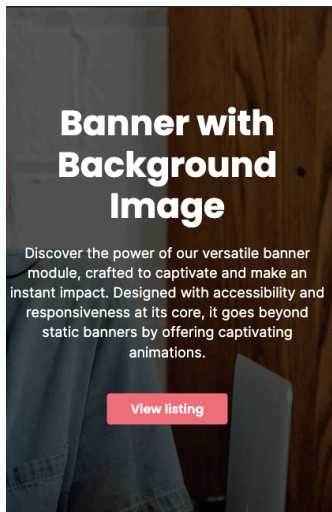 Banner with
Background
Image
Discover the power of our versatile banner
module, crafted to captivate and make an
instant impact. Designed with accessibility and
responsiveness at its core, it goes beyond
static banners by offering captivating
animations.
View listing